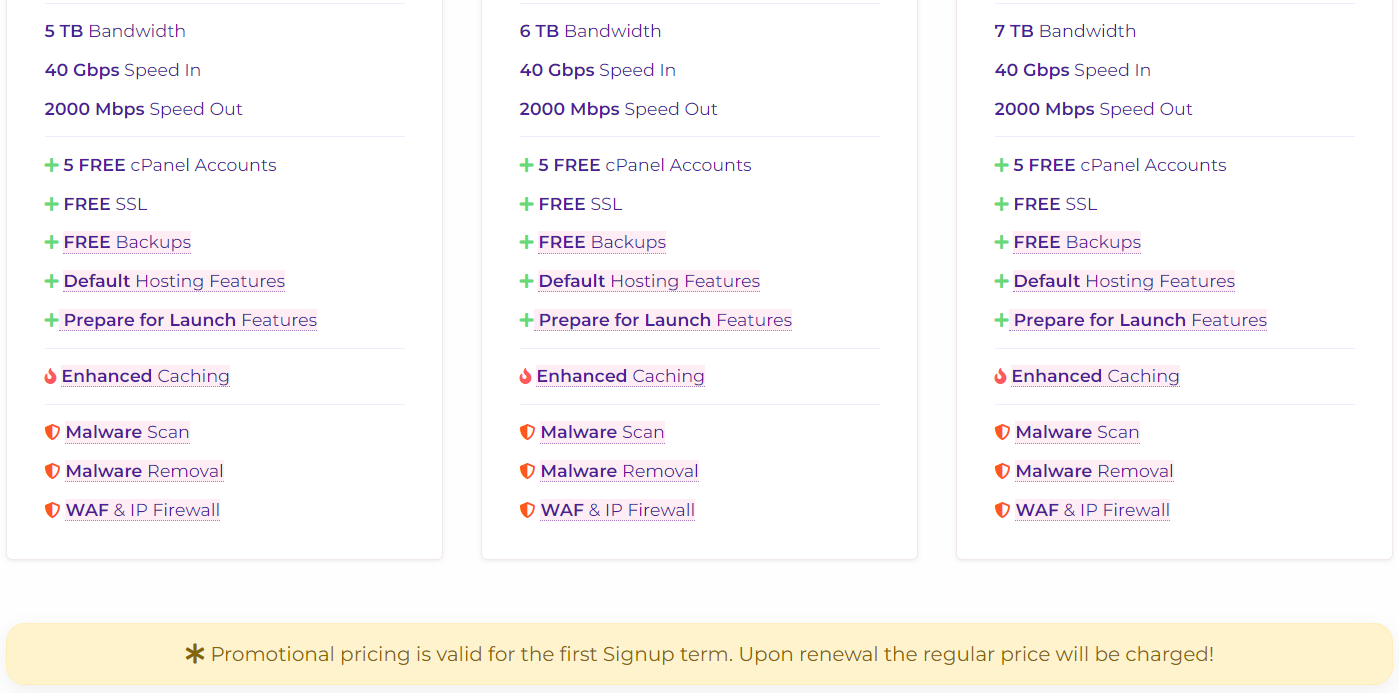 5 TB Bandwidth
40 Gbps Speed In
2000 Mbps Speed Out
5 FREE cPanel Accounts
FREE SSL
FREE Backups
Default Hosting Features
Prepare for Launch Features
Enhanced Caching
Malware Scan
Malware Removal
WAF & IP Firewall
6 TB Bandwidth
40 Gbps Speed In
2000 Mbps Speed Out
5 FREE cPanel Accounts
FREE SSL
FREE Backups
Default Hosting Features
Prepare for Launch Features
Enhanced Caching
Malware Scan
Malware Removal
WAF & IP Firewall
7 TB Bandwidth
40 Gbps Speed In
2000 Mbps Speed Out
5 FREE cPanel Accounts
FREE SSL
FREE Backups
Default Hosting Features
Prepare for Launch Features
Enhanced Caching
Malware Scan
Malware Removal
WAF & IP Firewall
* Promotional pricing is valid for the first Signup term. Upon renewal the regular price will be charged!